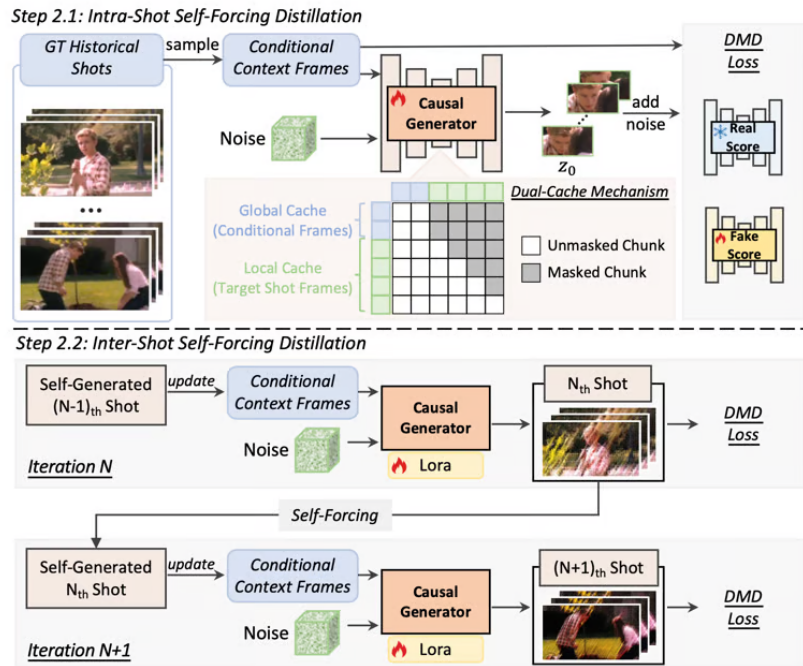 Step 2.1: Intra-Shot Self-Forcing Distillation
GT Historical
Shots
sample
Conditional
Context Frames
DMD
Loss
Noise
Causal
Generator
...
z₀
add
noise
Real
Score
Fake
Score
Dual-Cache Mechanism
Global Cache
(Conditional Frames)
Local Cache
(Target Shot Frames)
Unmasked Chunk
Masked Chunk
...
Step 2.2: Inter-Shot Self-Forcing Distillation
Self-Generated
(N-1)th Shot
update
Conditional
Context Frames
Noise
Causal
Generator
Lora
Nth Shot
DMD
Loss
Iteration N
Self-Forcing
Self-Generated
Nth Shot
update
Conditional
Context Frames
Noise
Causal
Generator
Lora
(N+1)th Shot
DMD
Loss
Iteration N+1